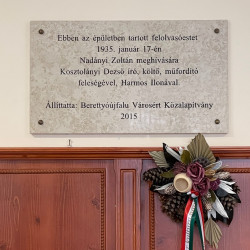 Ebben az épületben tartott felolvasóestet
1935. január 17-én
Nadányi Zoltán meghívására
Kosztolányi Dezső író, költő, műfordító
feleségével, Harmos Ilonával.
Állíttatta: Berettyóújfalu Városért Közalapítvány
2015